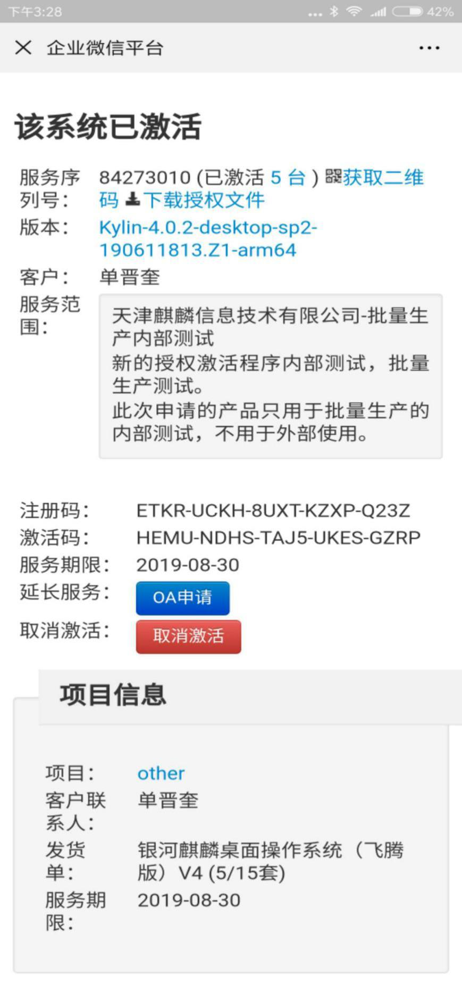 下午3:28
... 42%
企业微信平台
...
该系统已激活
服务序 84273010 (已激活 5 台 ) 获取二维
列号： 码 下载授权文件
版本： Kylin-4.0.2-desktop-sp2-
190611813.Z1-arm64
客户： 单晋奎
服务范
围：
天津麒麟信息技术有限公司-批量生
产内部测试
新的授权激活程序内部测试，批量
生产测试。
此次申请的产品只用于批量生产的
内部测试，不用于外部使用。
注册码： ETKR-UCKH-8UXT-KZXP-Q23Z
激活码： HEMU-NDHS-TAJ5-UKES-GZRP
服务期限： 2019-08-30
延长服务： OA申请
取消激活： 取消激活
项目信息
项目： other
客户联 单晋奎
系人：
发货 银河麒麟桌面操作系统（飞腾
单： 版）V4 (5/15套)
服务期 2019-08-30
限：